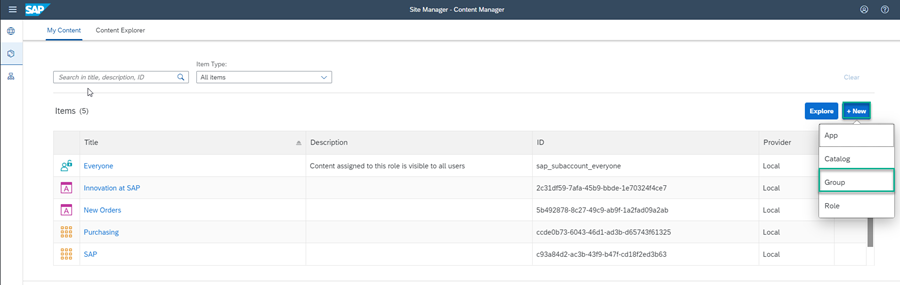 SAP
Site Manager - Content Manager
My Content Content Explorer
Item Type:
Search in title, description, ID
All items
Clear
Items (5)
Explore
+ New
App
Catalog
Group
Role
Title Description ID Provider
Everyone Content assigned to this role is visible to all users sap_subaccount_everyone Local
A Innovation at SAP 2c31df59-7afa-45b9-bbde-1e70324f4ce7 Local
A New Orders 5b492878-8c27-49c9-ab9f-1a2fad09a2ab Local
Purchasing ccde0b73-6043-46d1-ad3b-d65743f61325 Local
SAP c93a84d2-ac3b-43f9-b47f-cd18f2ed3b63 Local